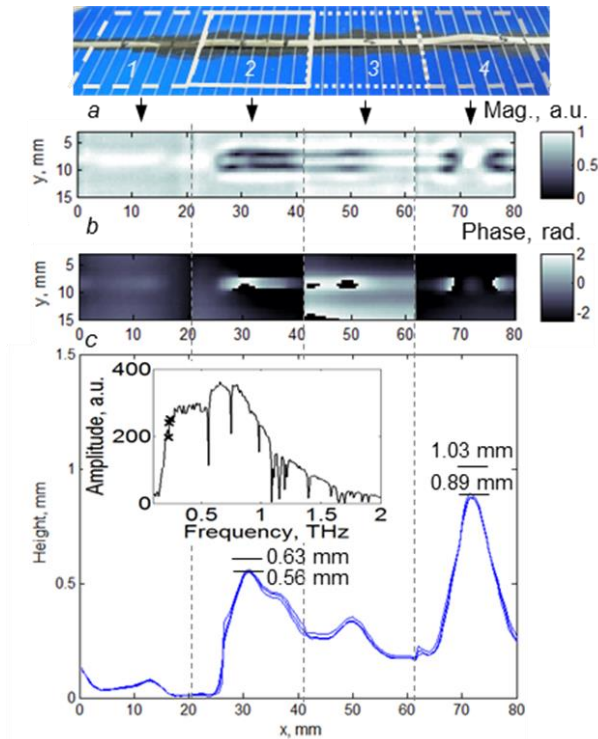 1 2 3 4
a Mag., a.u.
y, mm
5
10
15
0 10 20 30 40 50 60 70 80
1
0.5
0
b Phase, rad.
y, mm
5
10
15
0 10 20 30 40 50 60 70 80
2
0
-2
c
1.5
1
0.5
0
Height, mm
400
200
0
Amplitude, a.u.
0.5 1 1.5 2
Frequency, THz
1.03 mm
0.89 mm
0.63 mm
0.56 mm
0 10 20 30 40 50 60 70 80
x, mm